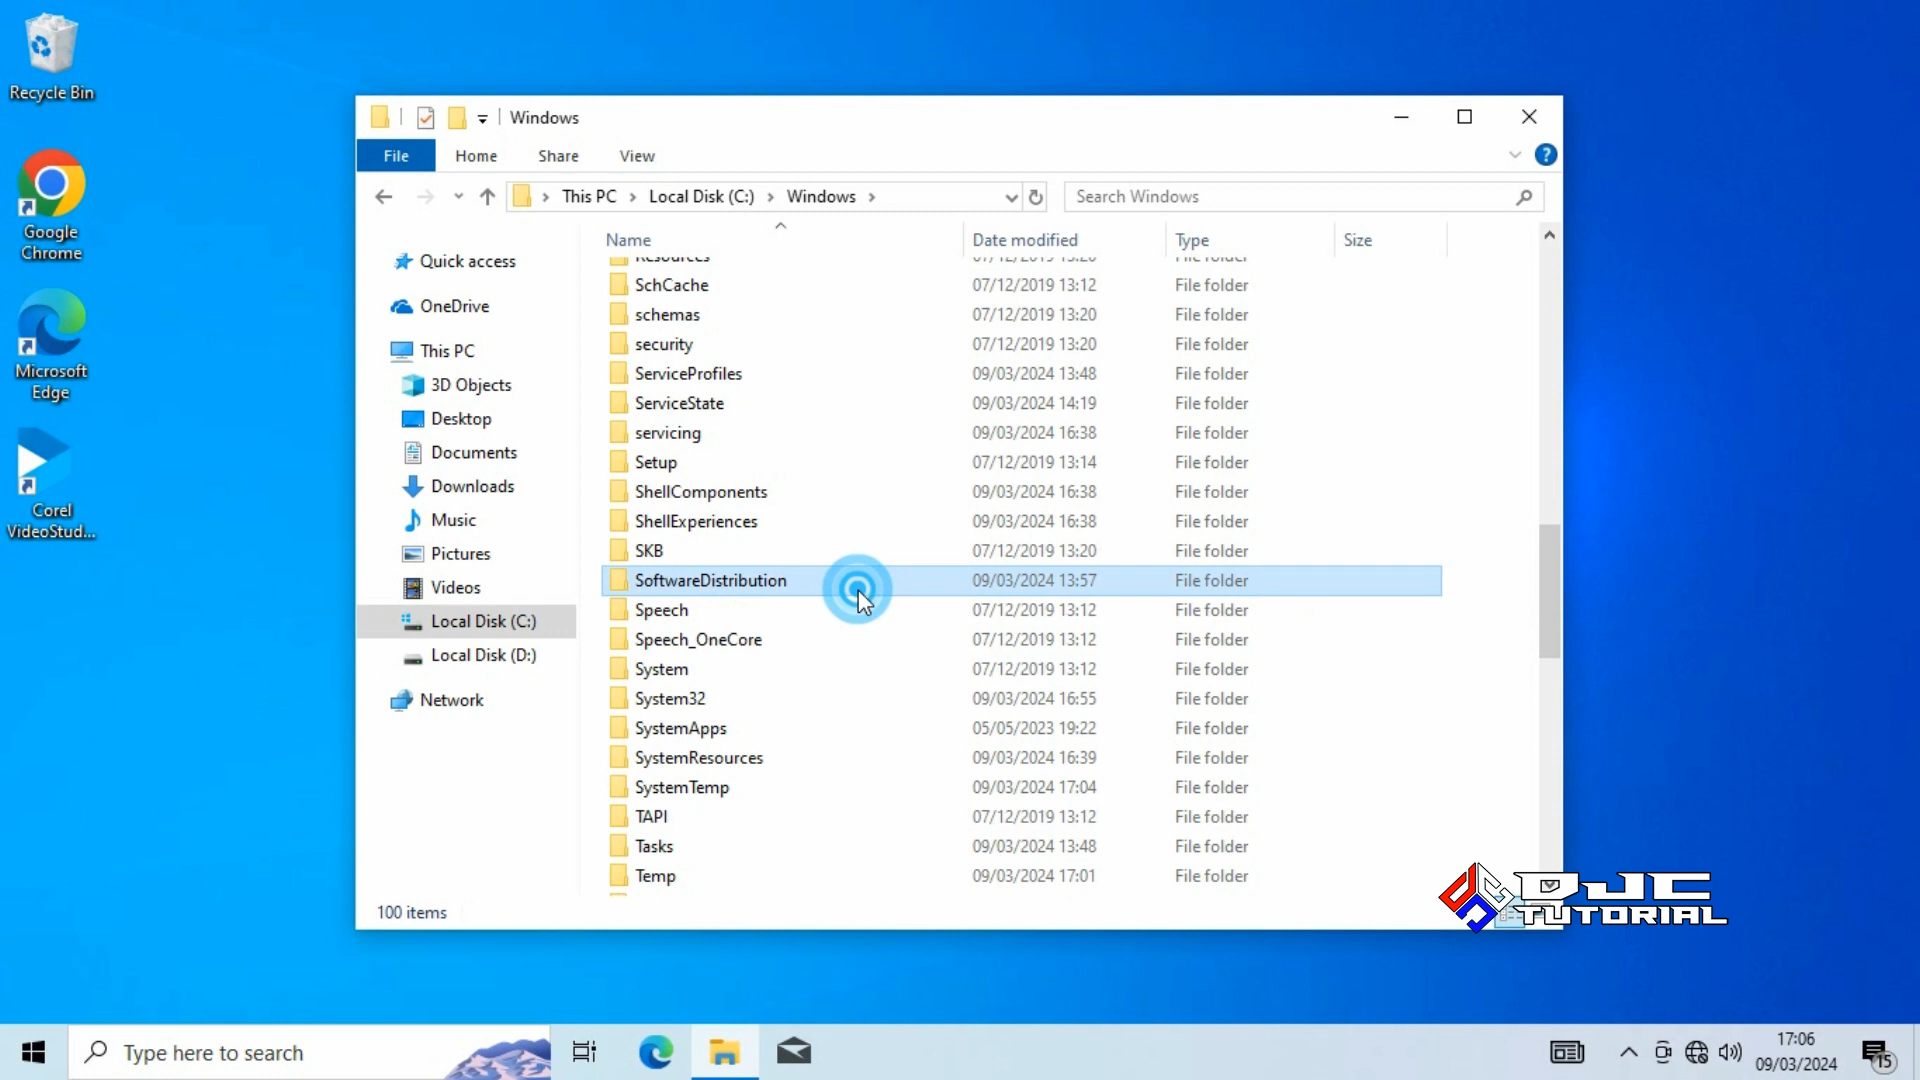 Recycle Bin
Google
Chrome
Microsoft
Edge
Corel
VideoStud...
Windows
File
Home
Share
View
This PC
Local Disk (C:)
Windows
Search Windows
Quick access
OneDrive
This PC
3D Objects
Desktop
Documents
Downloads
Music
Pictures
Videos
Local Disk (C:)
Local Disk (D:)
Network
Name Date modified Type Size
Resources 07/12/2019 13:20 File folder
SchCache 07/12/2019 13:12 File folder
schemas 07/12/2019 13:20 File folder
security 07/12/2019 13:20 File folder
ServiceProfiles 09/03/2024 13:48 File folder
ServiceState 09/03/2024 14:19 File folder
servicing 09/03/2024 16:38 File folder
Setup 07/12/2019 13:14 File folder
ShellComponents 09/03/2024 16:38 File folder
ShellExperiences 09/03/2024 16:38 File folder
SKB 07/12/2019 13:20 File folder
SoftwareDistribution 09/03/2024 13:57 File folder
Speech 07/12/2019 13:12 File folder
Speech_OneCore 07/12/2019 13:12 File folder
System 07/12/2019 13:12 File folder
System32 09/03/2024 16:55 File folder
SystemApps 05/05/2023 19:22 File folder
SystemResources 09/03/2024 16:39 File folder
SystemTemp 09/03/2024 17:04 File folder
TAPI 07/12/2019 13:12 File folder
Tasks 09/03/2024 13:48 File folder
Temp 09/03/2024 17:01 File folder
100 items
DJC
TUTORIAL
Type here to search
17:06
09/03/2024
15